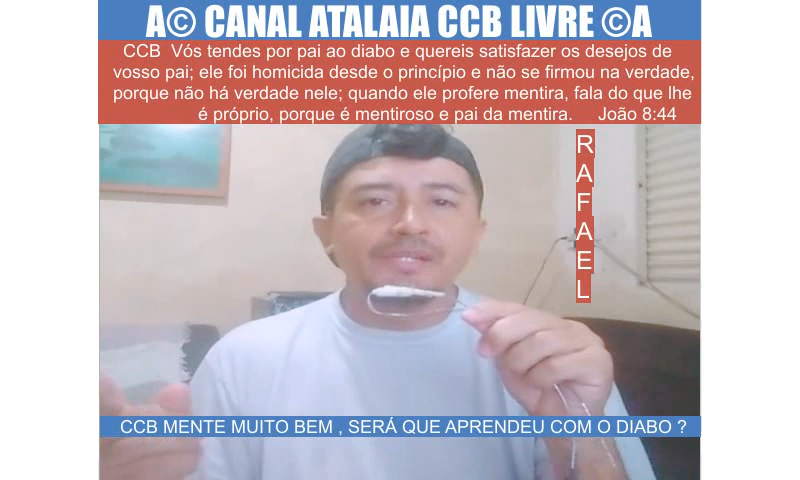 A© CANAL ATALAIA CCB LIVRE ©A
CCB Vós tendes por pai ao diabo e quereis satisfazer os desejos de
vosso pai; ele foi homicida desde o princípio e não se firmou na verdade,
porque não há verdade nele; quando ele profere mentira, fala do que lhe
é próprio, porque é mentiroso e pai da mentira. João 8:44
RAFAEL
CCB MENTE MUITO BEM , SERÁ QUE APRENDEU COM O DIABO ?